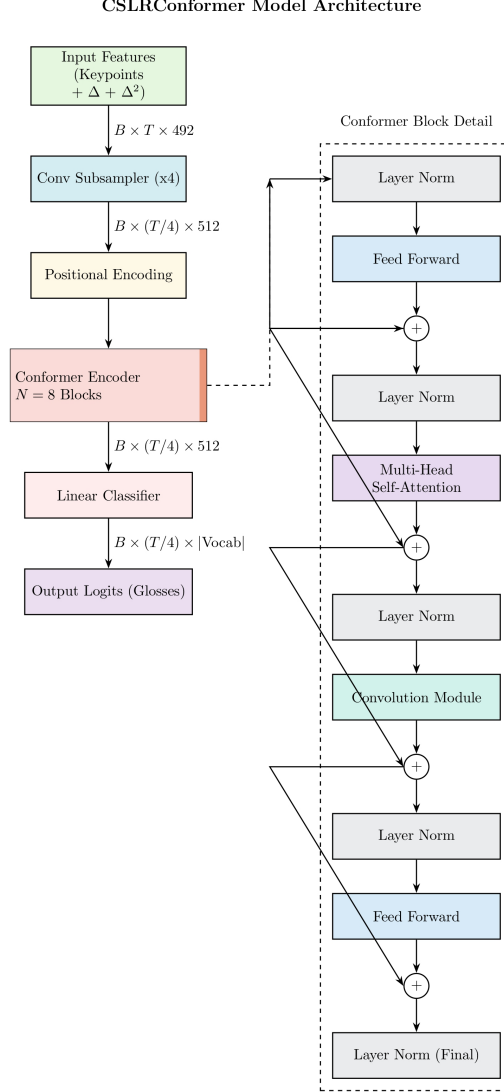 CSLRConformer Model Architecture
Input Features
(Keypoints
+ Δ + Δ²)
B × T × 492
Conv Subsampler (x4)
B × (T/4) × 512
Positional Encoding
Conformer Encoder
N = 8 Blocks
B × (T/4) × 512
Linear Classifier
B × (T/4) × |Vocab|
Output Logits (Glosses)
Conformer Block Detail
Layer Norm
Feed Forward
+
Layer Norm
Multi-Head
Self-Attention
+
Layer Norm
Convolution Module
+
Layer Norm
Feed Forward
+
Layer Norm (Final)